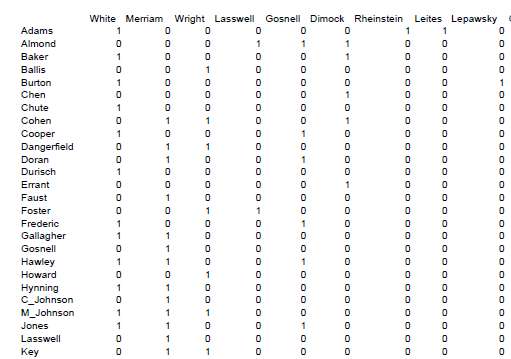 White Merriam Wright Lasswell Gosnell Dimock Rheinstein Leites Lepawsky
Adams 1 0 0 0 0 0 1 1 0
Almond 0 0 0 1 1 1 0 0 0
Baker 1 0 0 0 0 1 0 0 0
Ballis 0 0 1 0 0 0 0 0 0
Burton 1 0 0 0 0 0 0 0 1
Chen 0 0 0 0 0 1 0 0 0
Chute 1 0 0 0 0 0 0 0 0
Cohen 0 1 1 0 0 1 0 0 0
Cooper 1 0 0 0 1 0 0 0 0
Dangerfield 0 1 1 0 0 0 0 0 0
Doran 0 1 0 0 1 0 0 0 0
Durisch 1 0 0 0 0 0 0 0 0
Errant 0 0 0 0 0 1 0 0 0
Faust 0 1 0 0 0 0 0 0 0
Foster 0 0 1 1 0 0 0 0 0
Frederic 1 0 0 0 1 0 0 0 0
Gallagher 1 1 0 0 0 0 0 0 0
Gosnell 0 1 0 0 0 0 0 0 0
Hawley 1 1 0 0 1 0 0 0 0
Howard 0 0 1 0 0 0 0 0 0
Hynning 1 1 0 0 0 0 0 0 0
C_Johnson 0 1 0 0 0 0 0 0 0
M_Johnson 1 1 1 0 0 0 0 0 0
Jones 1 1 0 0 1 0 0 0 0
Lasswell 0 1 0 0 0 0 0 0 0
Key 0 1 1 0 0 0 0 0 0